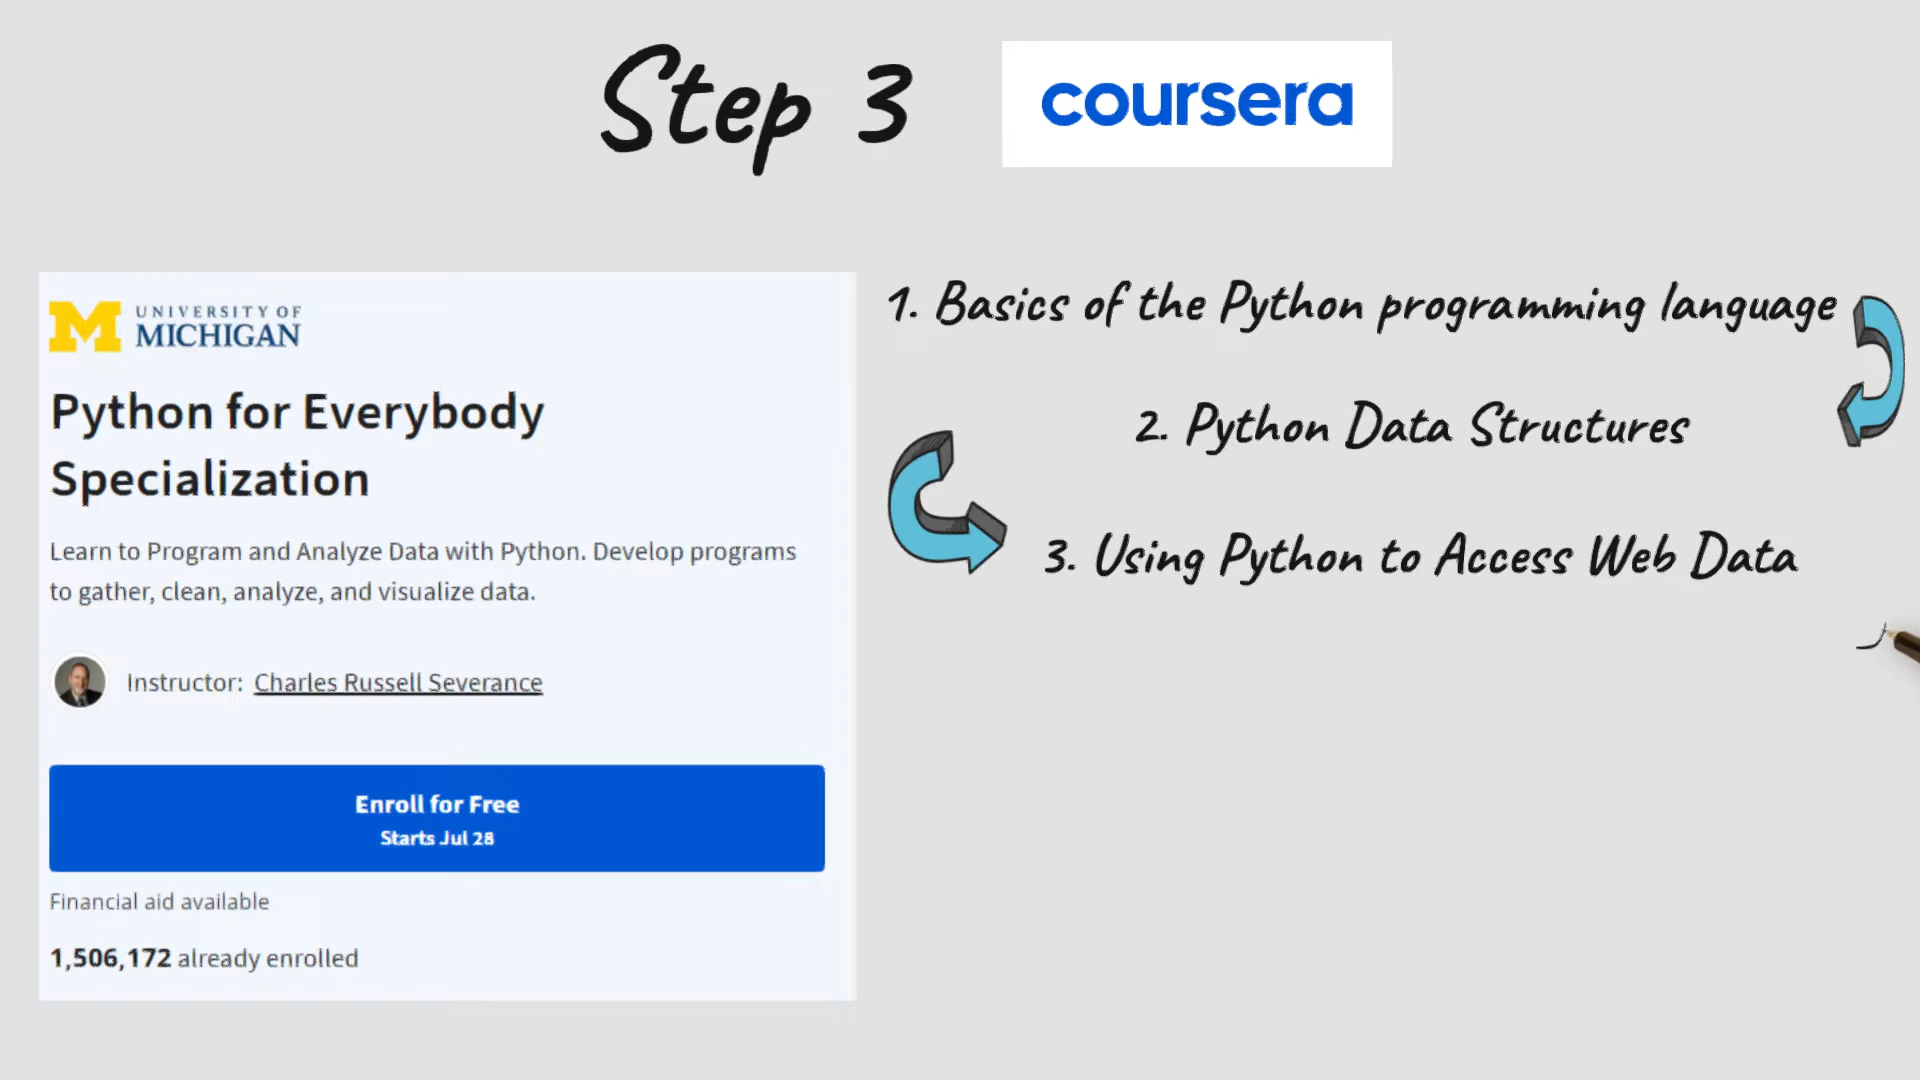 Step 3
coursera
UNIVERSITY OF
MICHIGAN
Python for Everybody
Specialization
Learn to Program and Analyze Data with Python. Develop programs
to gather, clean, analyze, and visualize data.
Instructor: Charles Russell Severance
Enroll for Free
Starts Jul 28
Financial aid available
1,506,172 already enrolled
1. Basics of the Python programming language
2. Python Data Structures
3. Using Python to Access Web Data